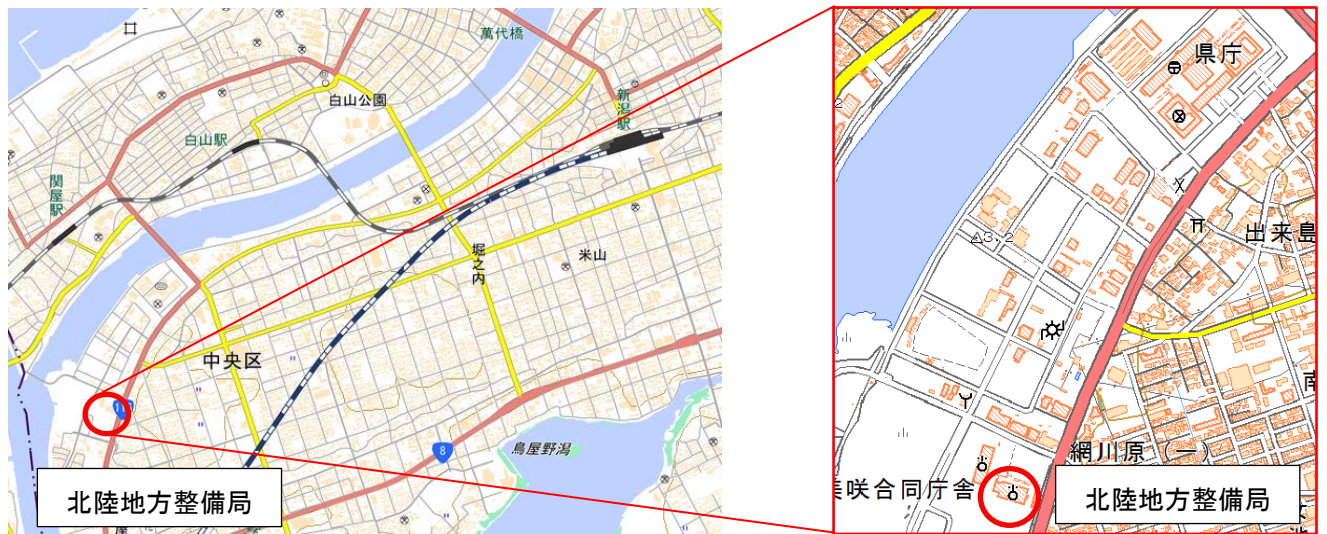 萬代橋
白山公園
新潟駅
白山駅
関屋駅
堀之内
米山
中央区
8
鳥屋野潟
北陸地方整備局
県庁
3.2
出来島
南
網川原(一)
美咲合同庁舎
北陸地方整備局